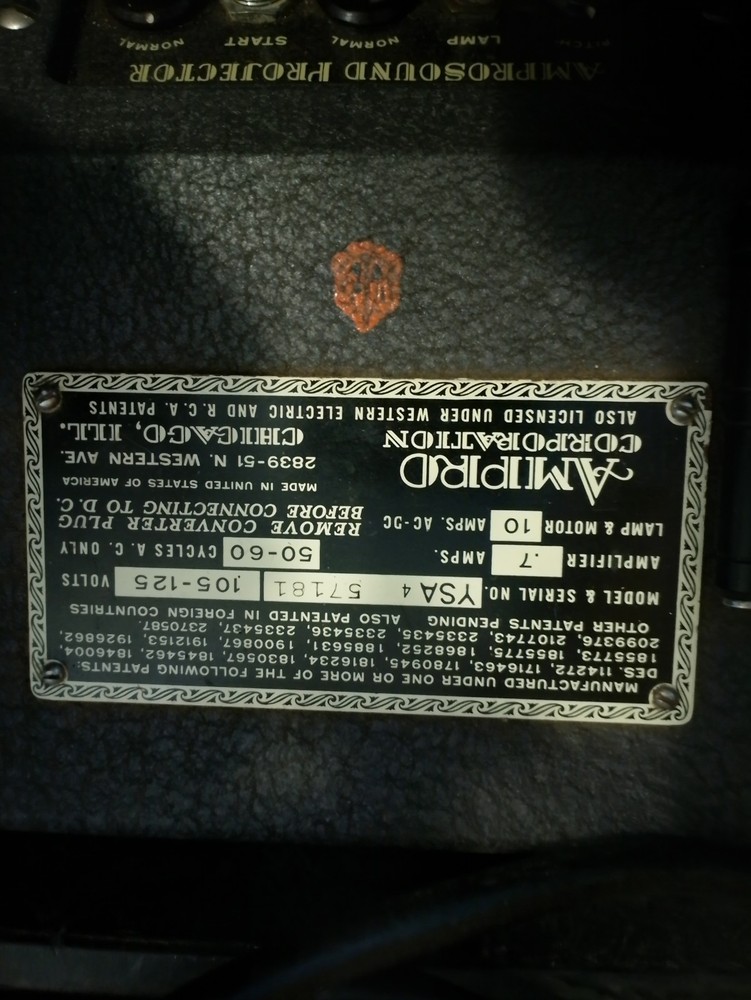 MANUFACTURED UNDER ONE OR MORE OF THE FOLLOWING PATENTS:
DES. 114272, 1716463, 1780945, 1816234, 1830567, 1845462, 1846004,
1855773, 1855775, 1868252, 1885631, 1900867, 1912153, 1926862,
2099376, 2107743, 2335435, 2335436, 2335437, 2370587.
OTHER PATENTS PENDING ALSO PATENTED IN FOREIGN COUNTRIES
MODEL & SERIAL NO. YSA4 57181 105-125 VOLTS
AMPLIFIER .7 AMPS. 50-60 CYCLES A.C. ONLY
LAMP & MOTOR 10 AMPS. AC-DC
REMOVE CONVERTER PLUG
BEFORE CONNECTING TO D.C.
AMPRO
CORPORATION
MADE IN UNITED STATES OF AMERICA
2839-51 N. WESTERN AVE.
CHICAGO, ILL.
ALSO LICENSED UNDER WESTERN ELECTRIC AND R.C.A. PATENTS
AMPROSOUND PROJECTOR
LAMP NORMAL START NORMAL